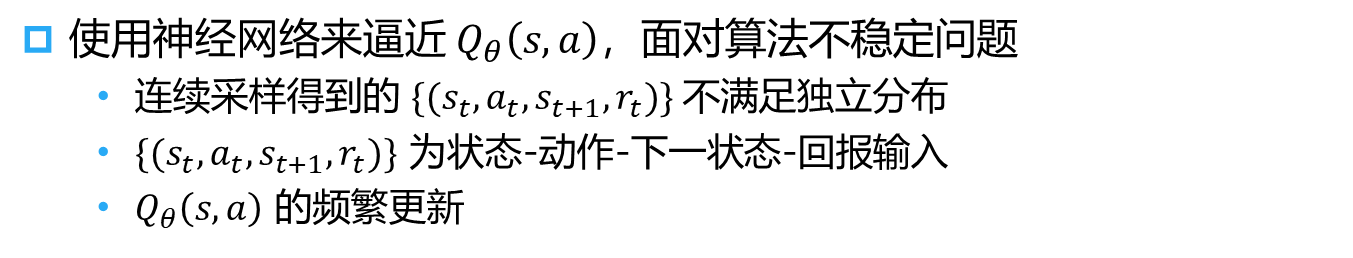 使用神经网络来逼近 Qθ(s, a)，面对算法不稳定问题
• 连续采样得到的 {(st, at, st+1, rt)} 不满足独立分布
• {(st, at, st+1, rt)} 为状态-动作-下一状态-回报输入
• Qθ(s, a) 的频繁更新